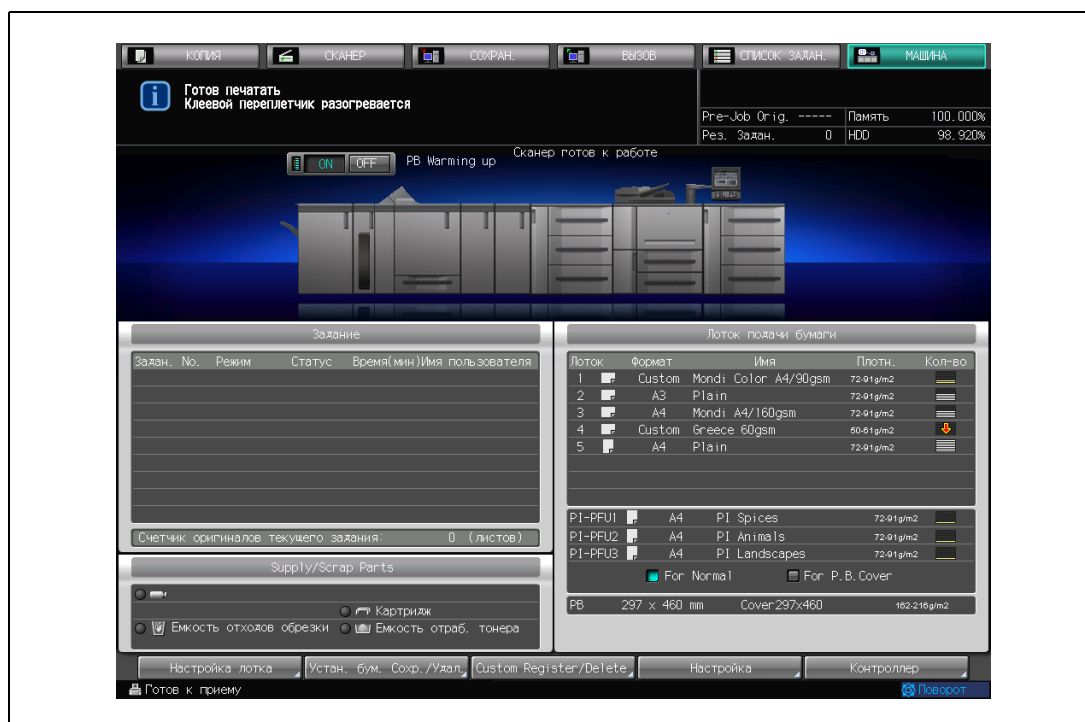 КОПИЯ СКАНЕР СОХРАН. ВЫЗОВ СПИСОК ЗАДАН. МАШИНА
Готов печатать
Клеевой переплетчик разогревается
Pre-Job Orig. ----- Память 100.000%
Рез. Задан. 0 HDD 98.920%
Сканер готов к работе
ON OFF PB Warming up
Задание
Задан. No. Режим Статус Время(мин)Имя пользователя
Счетчик оригиналов текущего задания: 0 (листов)
Supply/Scrap Parts
Картридж
Емкость отходов обрезки Емкость отраб. тонера
Лоток подачи бумаги
Лоток Формат Имя Плотн. Кол-во
1 Custom Mondi Color A4/90gsm 72-91g/m2
2 A3 Plain 72-91g/m2
3 A4 Mondi A4/160gsm 72-91g/m2
4 Custom Greece 60gsm 50-61g/m2
5 A4 Plain 72-91g/m2
PI-PFU1 A4 PI Spices 72-91g/m2
PI-PFU2 A4 PI Animals 72-91g/m2
PI-PFU3 A4 PI Landscapes 72-91g/m2
For Normal For P.B.Cover
PB 297 x 460 mm Cover297x460 162-216g/m2
Настройка лотка Устан. бум. Сохр./Удал. Custom Register/Delete Настройка Контроллер
Готов к приему Поворот